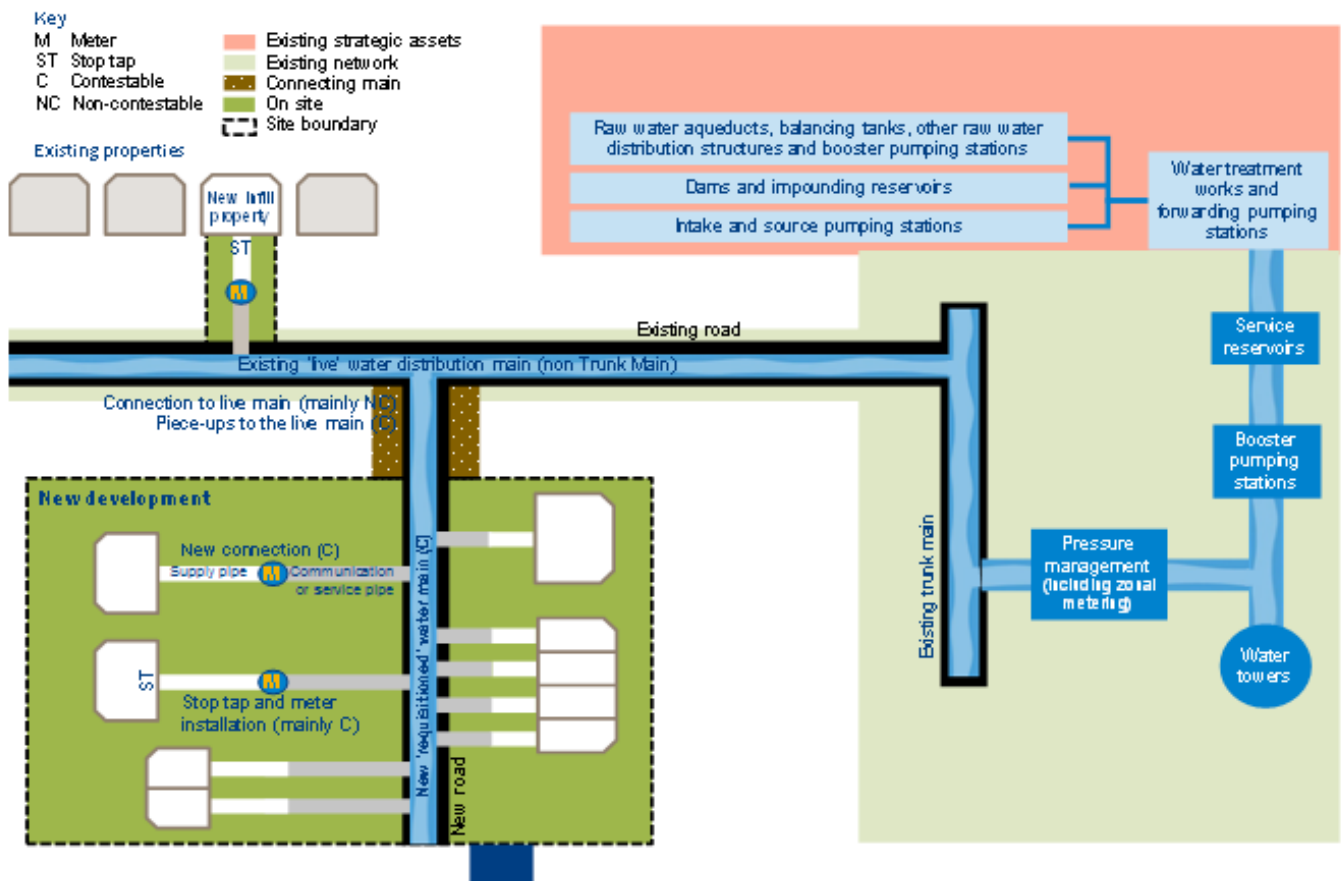 Key
M Meter
ST Stop tap
C Contestable
NC Non-contestable
Existing strategic assets
Existing network
Connecting main
On site
Site boundary
Existing properties
New Infill
property
ST
M
Raw water aqueducts, balancing tanks, other raw water
distribution structures and booster pumping stations
Dams and impounding reservoirs
Intake and source pumping stations
Water treatment
works and
forwarding pumping
stations
Existing road
Existing 'live' water distribution main (non Trunk Main)
Connection to live main (mainly NC)
Piece-ups to the live main (C)
Service
reservoirs
Booster
pumping
stations
Pressure
management
(including zonal
metering)
Water
towers
Existing trunk main
New development
New connection (C)
Supply pipe
M
Communication
or service pipe
ST
M
Stop tap and meter
installation (mainly C)
New 'requisitioned' water main (C)
New road